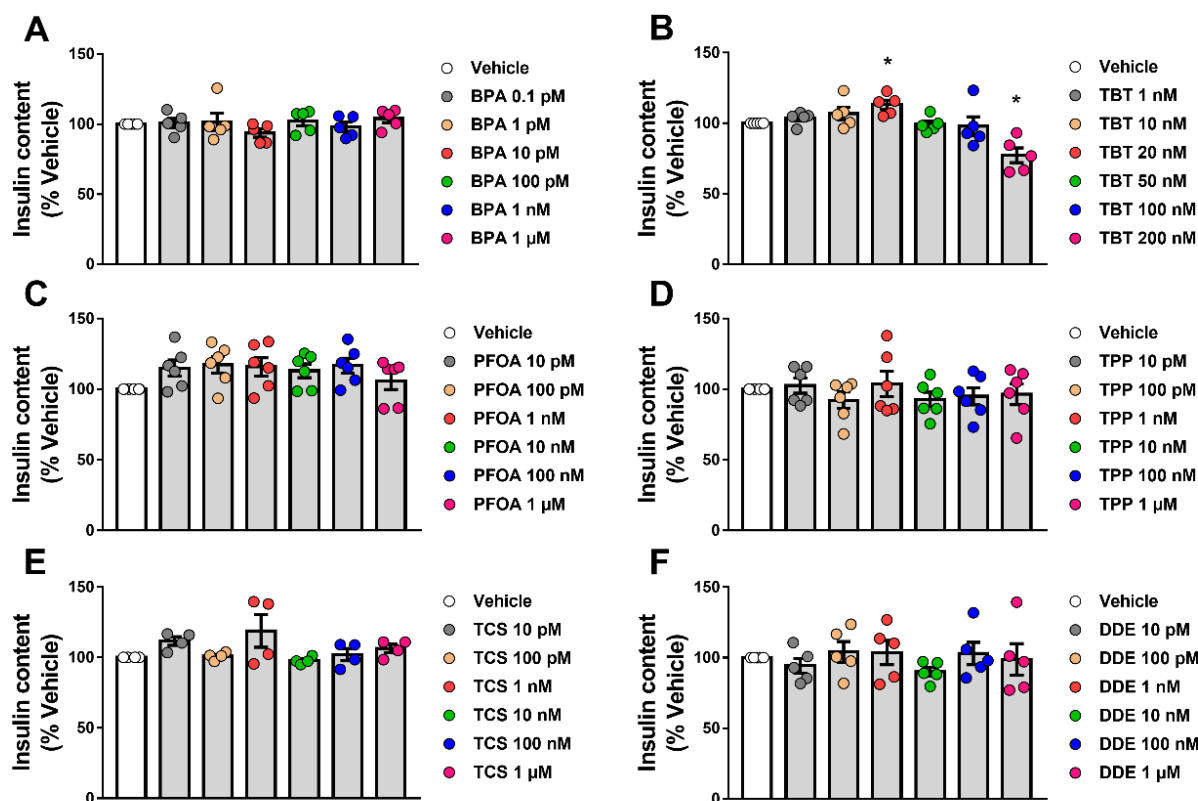 A
Insulin content
(% Vehicle)
150
100
50
0
Vehicle
BPA 0.1 pM
BPA 1 pM
BPA 10 pM
BPA 100 pM
BPA 1 nM
BPA 1 µM
B
Insulin content
(% Vehicle)
150
100
50
0
*
*
Vehicle
TBT 1 nM
TBT 10 nM
TBT 20 nM
TBT 50 nM
TBT 100 nM
TBT 200 nM
C
Insulin content
(% Vehicle)
150
100
50
0
Vehicle
PFOA 10 pM
PFOA 100 pM
PFOA 1 nM
PFOA 10 nM
PFOA 100 nM
PFOA 1 µM
D
Insulin content
(% Vehicle)
150
100
50
0
Vehicle
TPP 10 pM
TPP 100 pM
TPP 1 nM
TPP 10 nM
TPP 100 nM
TPP 1 µM
E
Insulin content
(% Vehicle)
150
100
50
0
Vehicle
TCS 10 pM
TCS 100 pM
TCS 1 nM
TCS 10 nM
TCS 100 nM
TCS 1 µM
F
Insulin content
(% Vehicle)
150
100
50
0
Vehicle
DDE 10 pM
DDE 100 pM
DDE 1 nM
DDE 10 nM
DDE 100 nM
DDE 1 µM